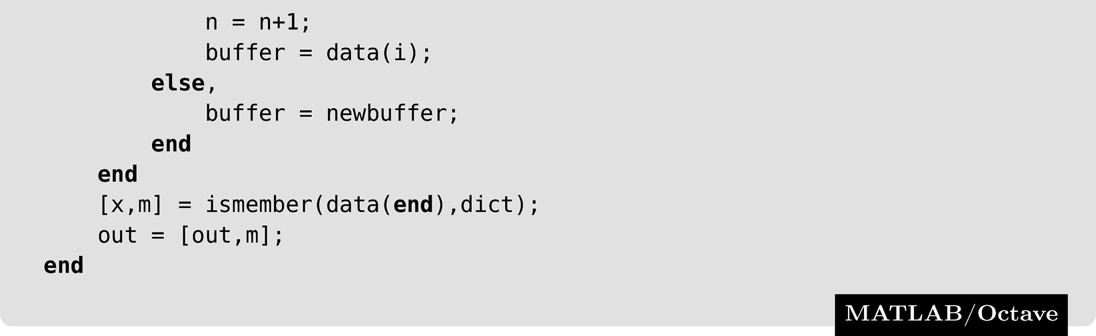 n = n+1;
buffer = data(i);
else,
buffer = newbuffer;
end
end
[x,m] = ismember(data(end),dict);
out = [out,m];
end
MATLAB/Octave